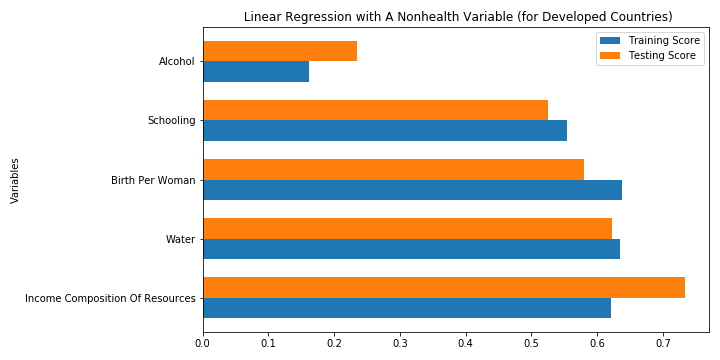 Linear Regression with A Nonhealth Variable (for Developed Countries)
Training Score
Testing Score
Alcohol
Schooling
Birth Per Woman
Water
Income Composition Of Resources
Variables
0.0 0.1 0.2 0.3 0.4 0.5 0.6 0.7